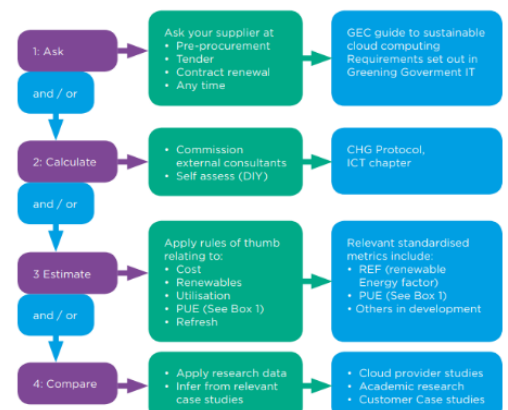 1: Ask
Ask your supplier at
• Pre-procurement
• Tender
• Contract renewal
• Any time
GEC guide to sustainable
cloud computing
Requirements set out in
Greening Goverment IT
and / or
2: Calculate
• Commission
external consultants
• Self assess (DIY)
CHG Protocol,
ICT chapter
and / or
3 Estimate
Apply rules of thumb
relating to:
• Cost
• Renewables
• Utilisation
• PUE (See Box 1)
• Refresh
Relevant standardised
metrics include:
• REF (renewable
Energy factor)
• PUE (See Box 1)
• Others in development
and / or
4: Compare
• Apply research data
• Infer from relevant
case studies
• Cloud provider studies
• Academic research
• Customer Case studies